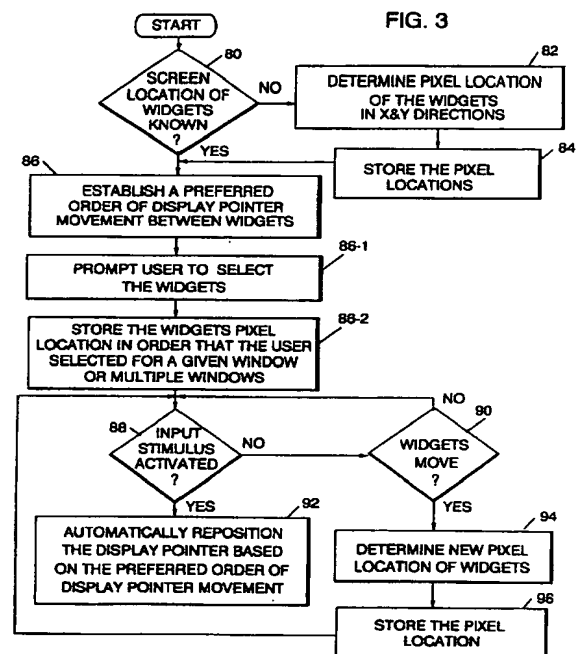 FIG. 3
START
80
SCREEN
LOCATION OF
WIDGETS
KNOWN
?
NO
YES
82
DETERMINE PIXEL LOCATION
OF THE WIDGETS
IN X&Y DIRECTIONS
84
STORE THE PIXEL
LOCATIONS
86
ESTABLISH A PREFERRED
ORDER OF DISPLAY POINTER
MOVEMENT BETWEEN WIDGETS
86-1
PROMPT USER TO SELECT
THE WIDGETS
86-2
STORE THE WIDGETS PIXEL
LOCATION IN ORDER THAT THE USER
SELECTED FOR A GIVEN WINDOW
OR MULTIPLE WINDOWS
88
INPUT
STIMULUS
ACTIVATED
?
NO
YES
90
NO
WIDGETS
MOVE
?
YES
92
AUTOMATICALLY REPOSITION
THE DISPLAY POINTER BASED
ON THE PREFERRED ORDER OF
DISPLAY POINTER MOVEMENT
94
DETERMINE NEW PIXEL
LOCATION OF WIDGETS
96
STORE THE PIXEL
LOCATION